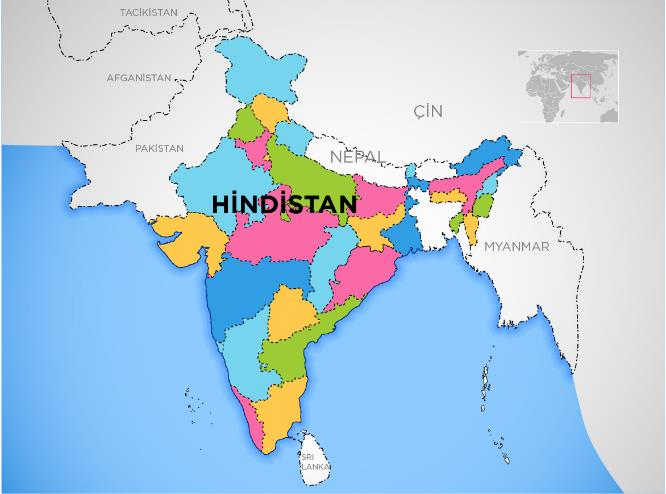 TACİKİSTAN
AFGANİSTAN
PAKİSTAN
ÇİN
NEPAL
HİNDİSTAN
MYANMAR
SRI
LANKA